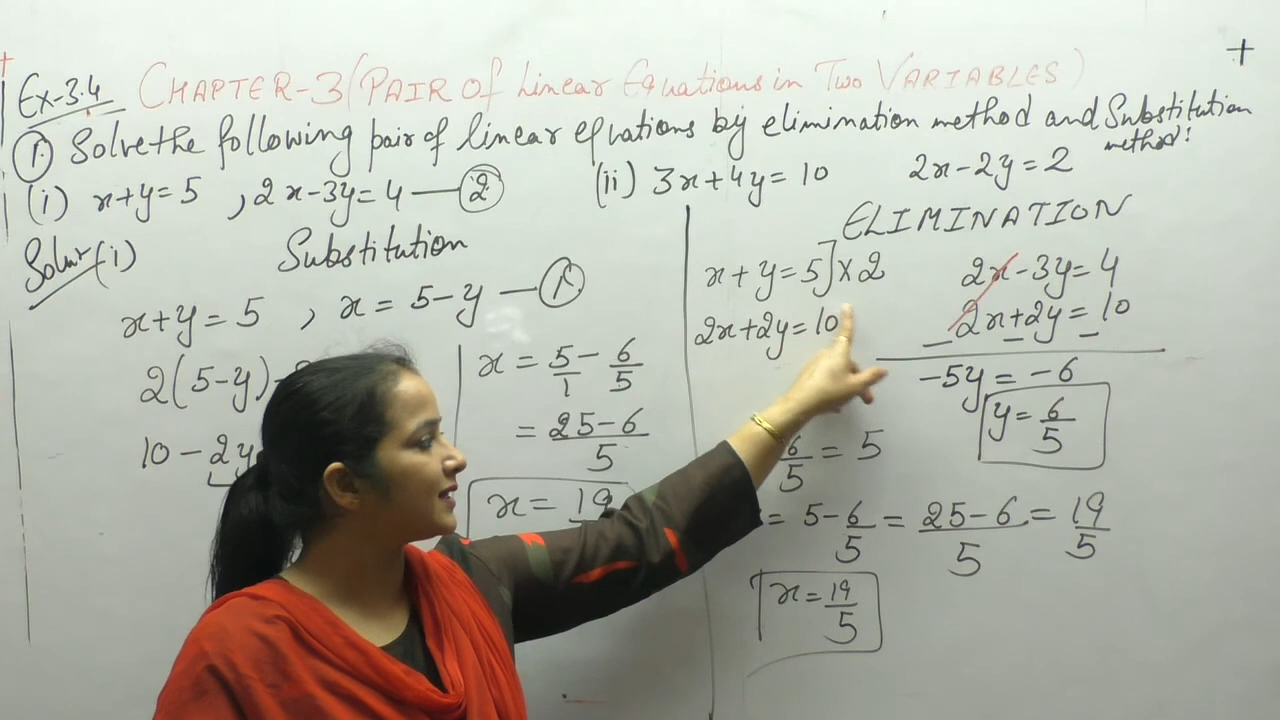 Ex-3.4 CHAPTER-3 (PAIR Of Linear Equations in Two VARIABLES)
① Solve the following pair of linear equations by elimination method and Substitution method!
(i) x+y=5 , 2x-3y=4 —② (ii) 3x+4y=10 2x-2y=2
Solun (i) Substitution
x+y=5 , x=5-y —①
2(5-y)
10-2y
x = 5/1 - 6/5
= 25-6/5
x = 19
ELIMINATION
x+y=5]×2
2x+2y=10
2x-3y=4
2x+2y=10
- - -
-5y=-6
y=6/5
6/5 = 5
= 5-6/5 = 25-6/5 = 19/5
x=19/5